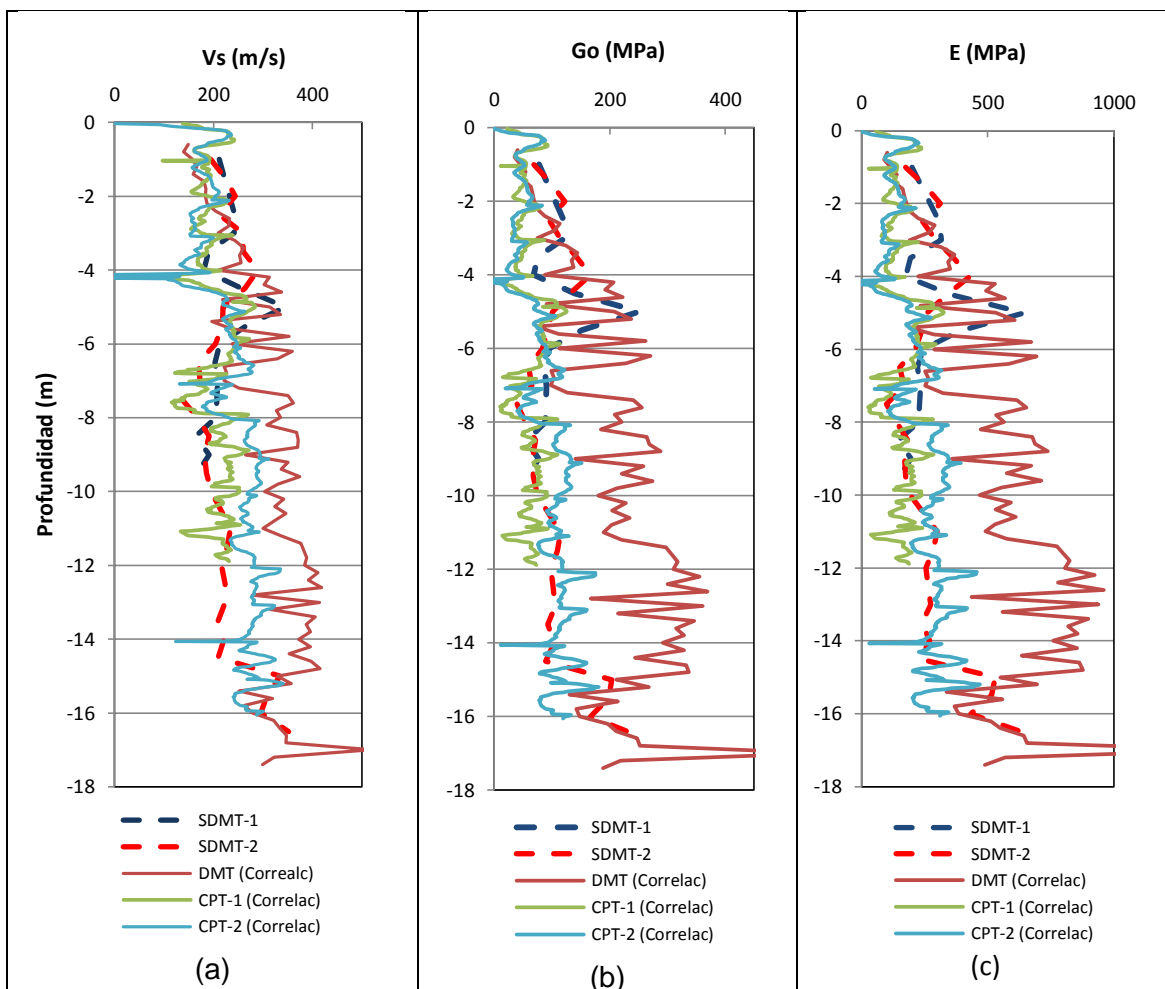 Vs (m/s)
0 200 400
Profundidad (m)
0
-2
-4
-6
-8
-10
-12
-14
-16
-18
SDMT-1
SDMT-2
DMT (Correalc)
CPT-1 (Correlac)
CPT-2 (Correlac)
(a)
Go (MPa)
0 200 400
0
-2
-4
-6
-8
-10
-12
-14
-16
-18
SDMT-1
SDMT-2
DMT (Correlac)
CPT-1 (Correlac)
CPT-2 (Correlac)
(b)
E (MPa)
0 500 1000
0
-2
-4
-6
-8
-10
-12
-14
-16
-18
SDMT-1
SDMT-2
DMT (Correlac)
CPT-1 (Correlac)
CPT-2 (Correlac)
(c)